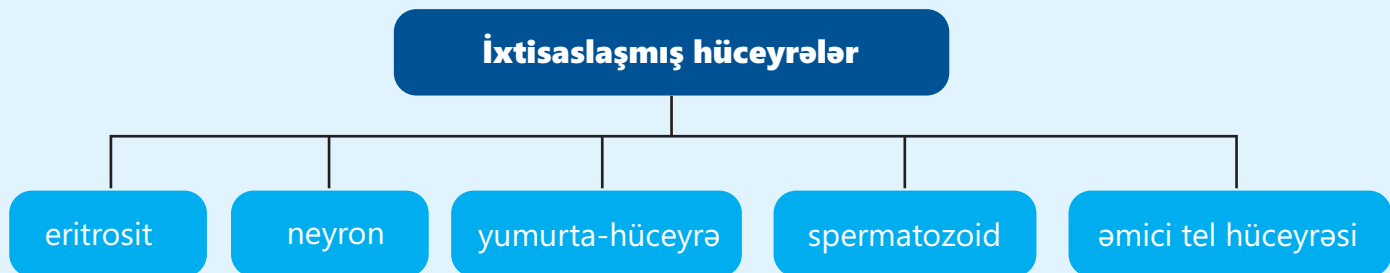 İxtisaslaşmış hüceyrələr
eritrosit
neyron
yumurta-hüceyrə
spermatozoid
əmici tel hüceyrəsi